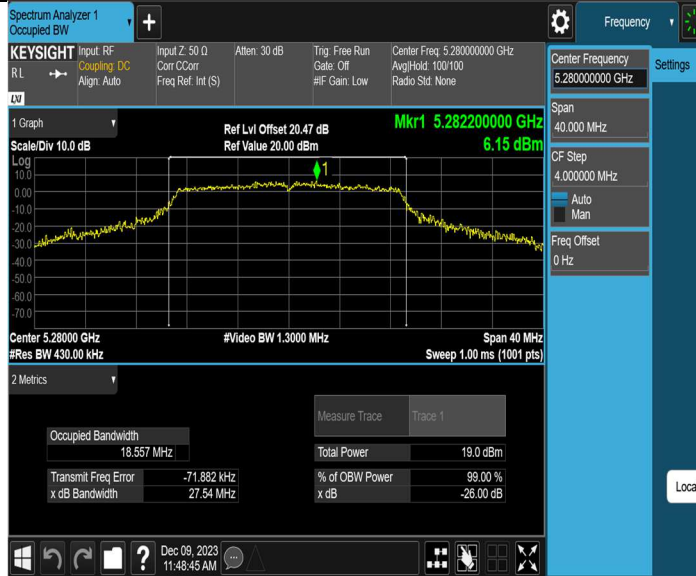 Spectrum Analyzer 1
Occupied BW
+
Frequency
KEYSIGHT
RL
LXI
Input: RF
Coupling: DC
Align: Auto
Input Z: 50 Ω
Corr CCorr
Freq Ref: Int (S)
Atten: 30 dB
Trig: Free Run
Gate: Off
#IF Gain: Low
Center Freq: 5.280000000 GHz
Avg|Hold: 100/100
Radio Std: None
Center Frequency
5.280000000 GHz
Settings
Span
40.000 MHz
CF Step
4.000000 MHz
Auto
Man
Freq Offset
0 Hz
1 Graph
Scale/Div 10.0 dB
Ref Lvl Offset 20.47 dB
Ref Value 20.00 dBm
Mkr1 5.282200000 GHz
6.15 dBm
Log
10.0
0.00
-10.0
-20.0
-30.0
-40.0
-50.0
-60.0
-70.0
1
Center 5.28000 GHz
#Res BW 430.00 kHz
#Video BW 1.3000 MHz
Span 40 MHz
Sweep 1.00 ms (1001 pts)
2 Metrics
Measure Trace
Trace 1
Occupied Bandwidth
18.557 MHz
Total Power 19.0 dBm
Transmit Freq Error -71.882 kHz
% of OBW Power 99.00 %
x dB Bandwidth 27.54 MHz
x dB -26.00 dB
Loca
?
Dec 09, 2023
11:48:45 AM